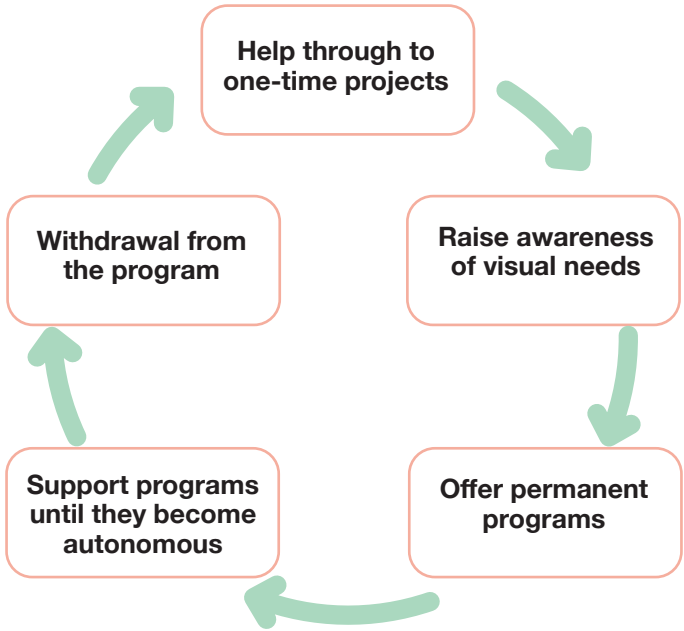 Help through to
one-time projects
Raise awareness
of visual needs
Offer permanent
programs
Support programs
until they become
autonomous
Withdrawal from
the program